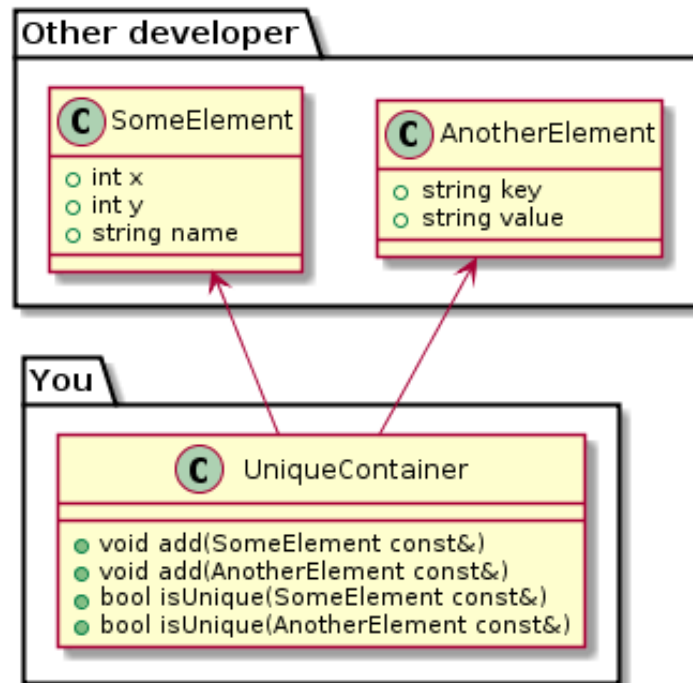 Other developer
C SomeElement
int x
int y
string name
C AnotherElement
string key
string value
You
C UniqueContainer
void add(SomeElement const&)
void add(AnotherElement const&)
bool isUnique(SomeElement const&)
bool isUnique(AnotherElement const&)